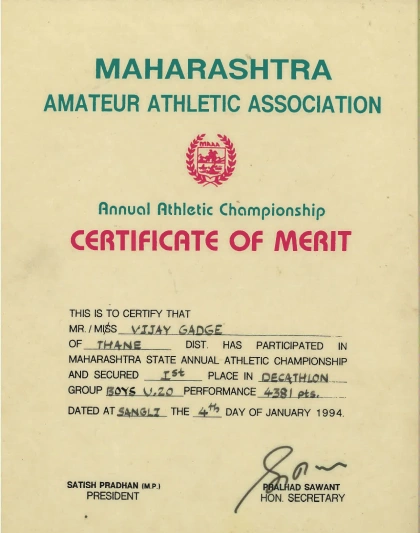 MAHARASHTRA
AMATEUR ATHLETIC ASSOCIATION
MAAA
Annual Athletic Championship
CERTIFICATE OF MERIT
THIS IS TO CERTIFY THAT
MR. / MISS VIJAY GADGE
OF THANE DIST. HAS PARTICIPATED IN
MAHARASHTRA STATE ANNUAL ATHLETIC CHAMPIONSHIP
AND SECURED Ist PLACE IN DECATHLON
GROUP BOYS U.20 PERFORMANCE 4381 pts.
DATED AT SANGLI THE 4th DAY OF JANUARY 1994.
SATISH PRADHAN (M.P.)
PRESIDENT
PRALHAD SAWANT
HON. SECRETARY